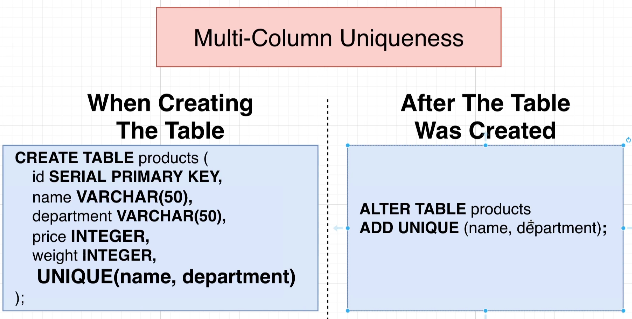 Multi-Column Uniqueness
When Creating
The Table
CREATE TABLE products (
id SERIAL PRIMARY KEY,
name VARCHAR(50),
department VARCHAR(50),
price INTEGER,
weight INTEGER,
UNIQUE(name, department)
);
After The Table
Was Created
ALTER TABLE products
ADD UNIQUE (name, department);